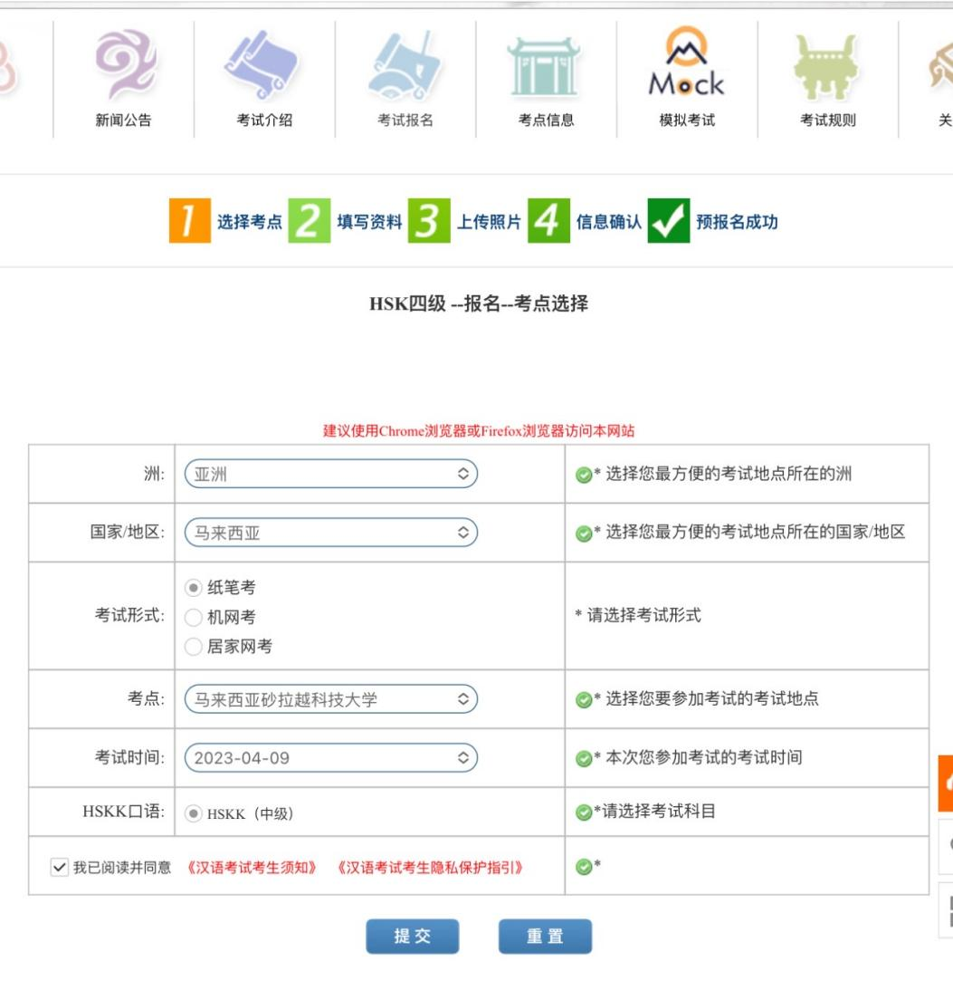 新闻公告
考试介绍
考试报名
考点信息
Mock
模拟考试
考试规则
关
1 选择考点 2 填写资料 3 上传照片 4 信息确认 预报名成功
HSK四级 --报名--考点选择
建议使用Chrome浏览器或Firefox浏览器访问本网站
洲: 亚洲 * 选择您最方便的考试地点所在的洲
国家/地区: 马来西亚 * 选择您最方便的考试地点所在的国家/地区
纸笔考
考试形式: 机网考 * 请选择考试形式
居家网考
考点: 马来西亚砂拉越科技大学 * 选择您要参加考试的考试地点
考试时间: 2023-04-09 * 本次您参加考试的考试时间
HSKK口语: HSKK（中级） *请选择考试科目
我已阅读并同意 《汉语考试考生须知》 《汉语考试考生隐私保护指引》 *
提交 重置